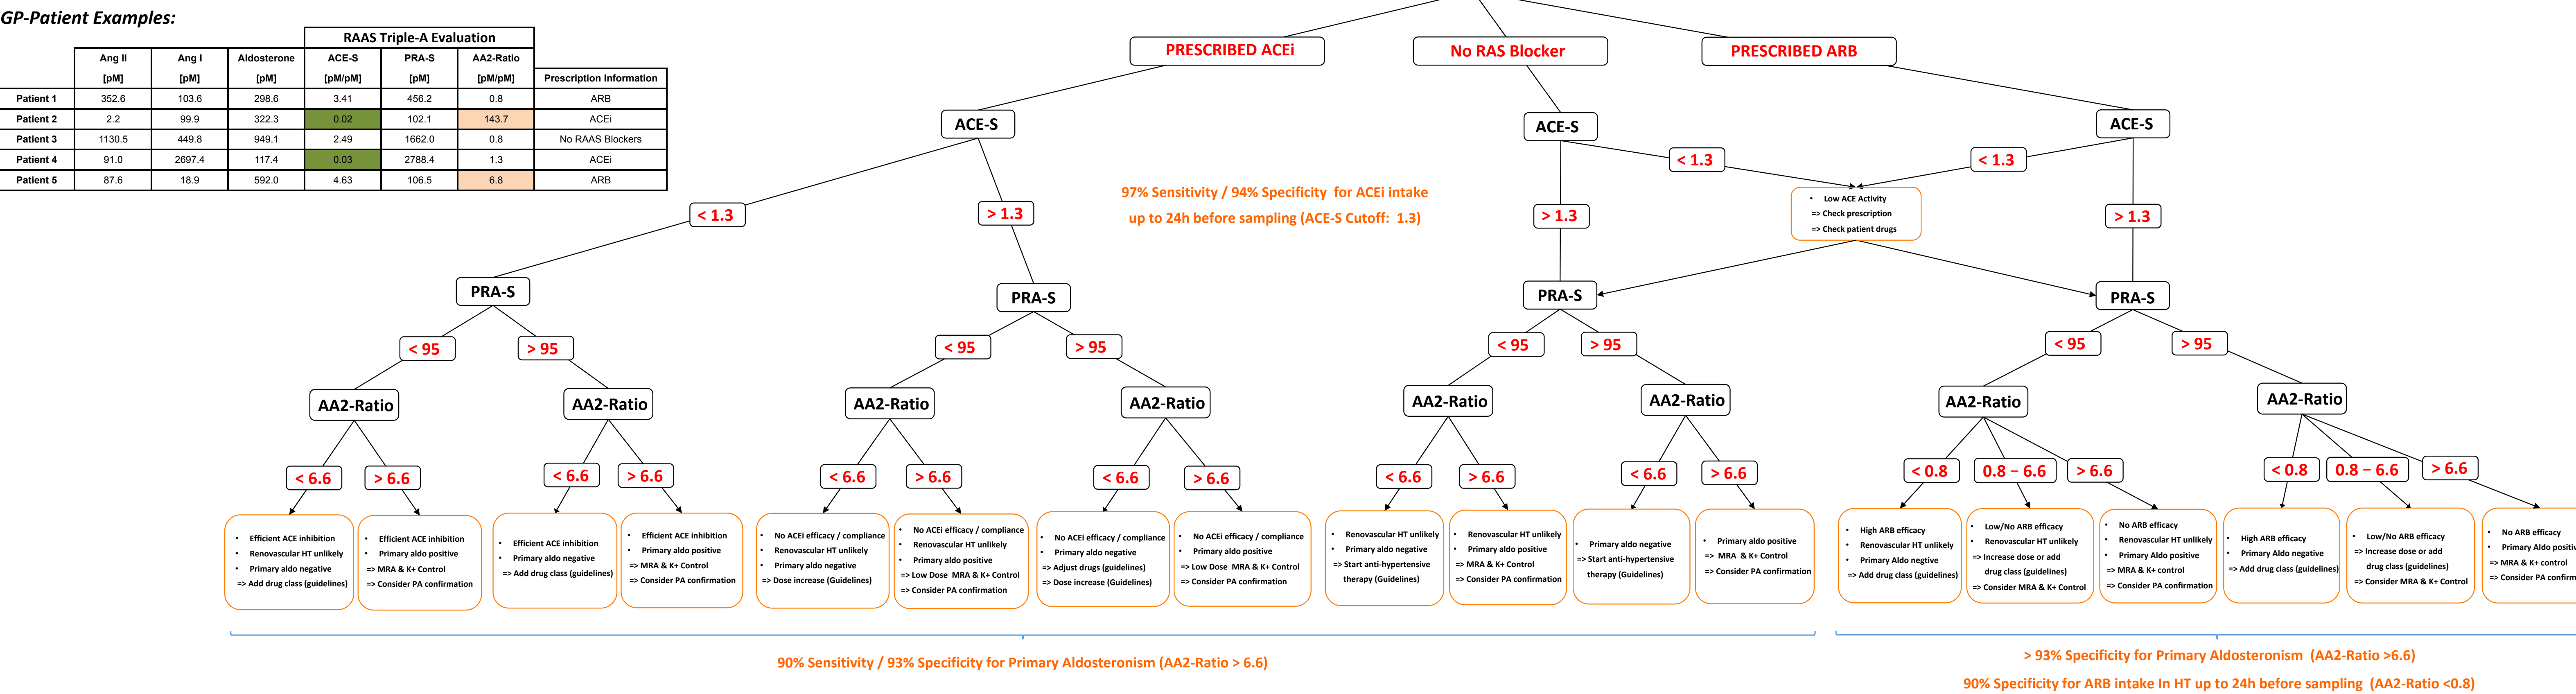 GP-Patient Examples:
RAAS Triple-A Evaluation
Ang II Ang I Aldosterone ACE-S PRA-S AA2-Ratio
[pM] [pM] [pM] [pM/pM] [pM] [pM/pM] Prescription Information
Patient 1 352.6 103.6 298.6 3.41 456.2 0.8 ARB
Patient 2 2.2 99.9 322.3 0.02 102.1 143.7 ACEi
Patient 3 1130.5 449.8 949.1 2.49 1662.0 0.8 No RAAS Blockers
Patient 4 91.0 2697.4 117.4 0.03 2788.4 1.3 ACEi
Patient 5 87.6 18.9 592.0 4.63 106.5 6.8 ARB
PRESCRIBED ACEi
No RAS Blocker
PRESCRIBED ARB
ACE-S
ACE-S
ACE-S
< 1.3
< 1.3
97% Sensitivity / 94% Specificity for ACEi intake
up to 24h before sampling (ACE-S Cutoff: 1.3)
• Low ACE Activity
=> Check prescription
=> Check patient drugs
< 1.3
> 1.3
> 1.3
> 1.3
PRA-S
PRA-S
PRA-S
PRA-S
< 95
> 95
< 95
> 95
< 95
> 95
< 95
> 95
AA2-Ratio
AA2-Ratio
AA2-Ratio
AA2-Ratio
AA2-Ratio
AA2-Ratio
AA2-Ratio
AA2-Ratio
< 6.6
> 6.6
< 6.6
> 6.6
< 6.6
> 6.6
< 6.6
> 6.6
< 6.6
> 6.6
< 6.6
> 6.6
< 0.8
0.8 – 6.6
> 6.6
< 0.8
0.8 – 6.6
> 6.6
• Efficient ACE inhibition
• Renovascular HT unlikely
• Primary aldo negative
=> Add drug class (guidelines)
• Efficient ACE inhibition
• Primary aldo positive
=> MRA & K+ Control
=> Consider PA confirmation
• Efficient ACE inhibition
• Primary aldo negative
=> Add drug class (guidelines)
• Efficient ACE inhibition
• Primary aldo positive
=> MRA & K+ Control
=> Consider PA confirmation
• No ACEi efficacy / compliance
• Renovascular HT unlikely
• Primary aldo negative
=> Dose increase (Guidelines)
• No ACEi efficacy / compliance
• Renovascular HT unlikely
• Primary aldo positive
=> Low Dose MRA & K+ Control
=> Consider PA confirmation
• No ACEi efficacy / compliance
• Primary aldo negative
=> Adjust drugs (guidelines)
=> Dose increase (Guidelines)
• No ACEi efficacy / compliance
• Primary aldo positive
=> Low Dose MRA & K+ Control
=> Consider PA confirmation
• Renovascular HT unlikely
• Primary aldo negative
=> Start anti-hypertensive
therapy (Guidelines)
• Renovascular HT unlikely
• Primary aldo positive
=> MRA & K+ Control
=> Consider PA confirmation
• Primary aldo negative
=> Start anti-hypertensive
therapy (Guidelines)
• Primary aldo positive
=> MRA & K+ Control
=> Consider PA confirmation
• High ARB efficacy
• Renovascular HT unlikely
• Primary Aldo negtive
=> Add drug class (guidelines)
• Low/No ARB efficacy
• Renovascular HT unlikely
=> Increase dose or add
drug class (guidelines)
=> Consider MRA & K+ Control
• No ARB efficacy
• Renovascular HT unlikely
• Primary Aldo positive
=> MRA & K+ control
=> Consider PA confirmation
• High ARB efficacy
• Primary Aldo negative
=> Add drug class (guidelines)
• Low/No ARB efficacy
=> Increase dose or add
drug class (guidelines)
=> Consider MRA & K+ Control
• No ARB efficacy
• Primary Aldo positiv
=> MRA & K+ control
=> Consider PA confirm
90% Sensitivity / 93% Specificity for Primary Aldosteronism (AA2-Ratio > 6.6)
> 93% Specificity for Primary Aldosteronism (AA2-Ratio >6.6)
90% Specificity for ARB intake In HT up to 24h before sampling (AA2-Ratio <0.8)